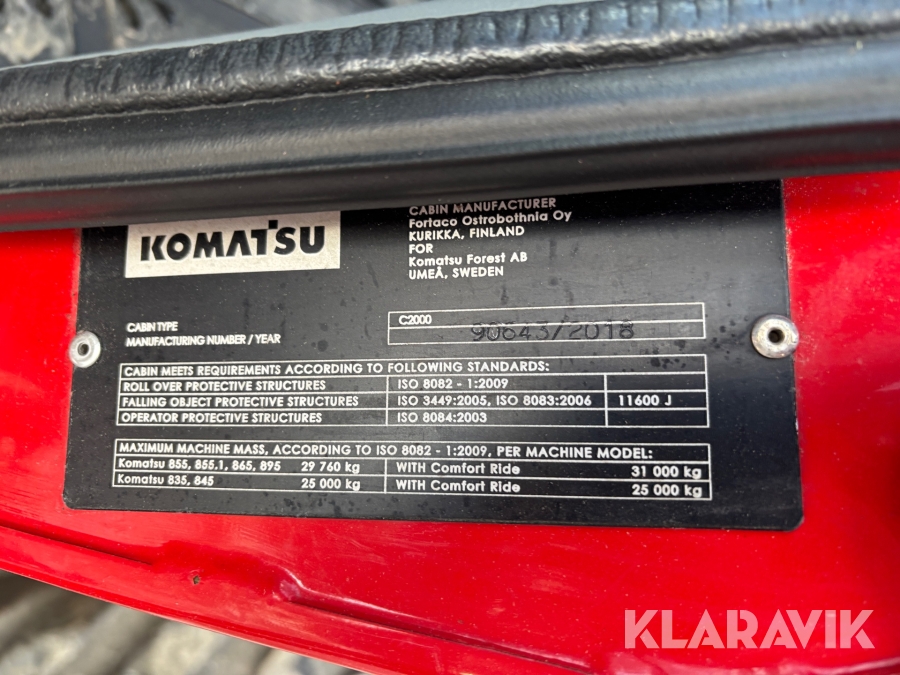 KOMATSU
CABIN MANUFACTURER
Fortaco Ostrobothnia Oy
KURIKKA, FINLAND
FOR
Komatsu Forest AB
UMEÅ, SWEDEN
CABIN TYPE C2000
MANUFACTURING NUMBER / YEAR 90643/2018
CABIN MEETS REQUIREMENTS ACCORDING TO FOLLOWING STANDARDS:
ROLL OVER PROTECTIVE STRUCTURES ISO 8082 - 1:2009
FALLING OBJECT PROTECTIVE STRUCTURES ISO 3449:2005, ISO 8083:2006 11600 J
OPERATOR PROTECTIVE STRUCTURES ISO 8084:2003
MAXIMUM MACHINE MASS, ACCORDING TO ISO 8082 - 1:2009, PER MACHINE MODEL:
Komatsu 855, 855.1, 865, 895 29 760 kg WITH Comfort Ride 31 000 kg
Komatsu 835, 845 25 000 kg WITH Comfort Ride 25 000 kg
KLARAVIK